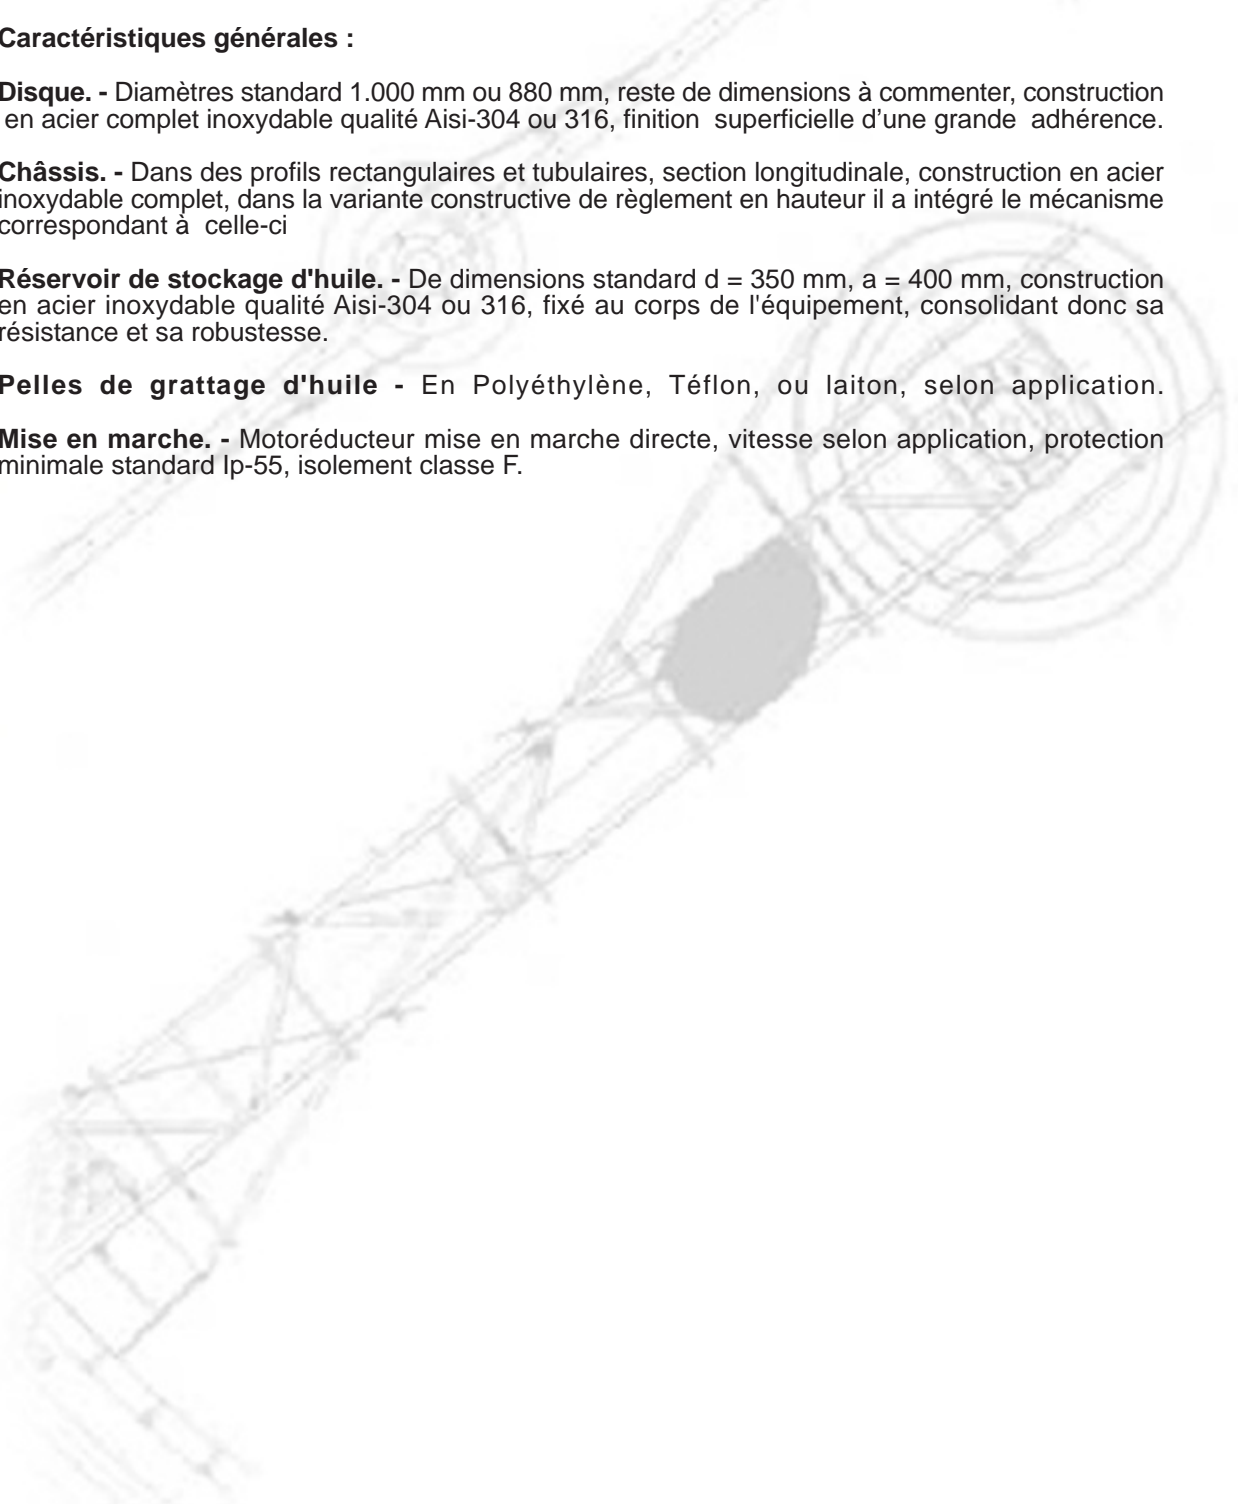 Caractéristiques générales :
Disque. - Diamètres standard 1.000 mm ou 880 mm, reste de dimensions à commenter, construction
en acier complet inoxydable qualité Aisi-304 ou 316, finition superficielle d’une grande adhérence.
Châssis. - Dans des profils rectangulaires et tubulaires, section longitudinale, construction en acier
inoxydable complet, dans la variante constructive de règlement en hauteur il a intégré le mécanisme
correspondant à celle-ci
Réservoir de stockage d'huile. - De dimensions standard d = 350 mm, a = 400 mm, construction
en acier inoxydable qualité Aisi-304 ou 316, fixé au corps de l'équipement, consolidant donc sa
résistance et sa robustesse.
Pelles de grattage d'huile - En Polyéthylène, Téflon, ou laiton, selon application.
Mise en marche. - Motoréducteur mise en marche directe, vitesse selon application, protection
minimale standard Ip-55, isolement classe F.